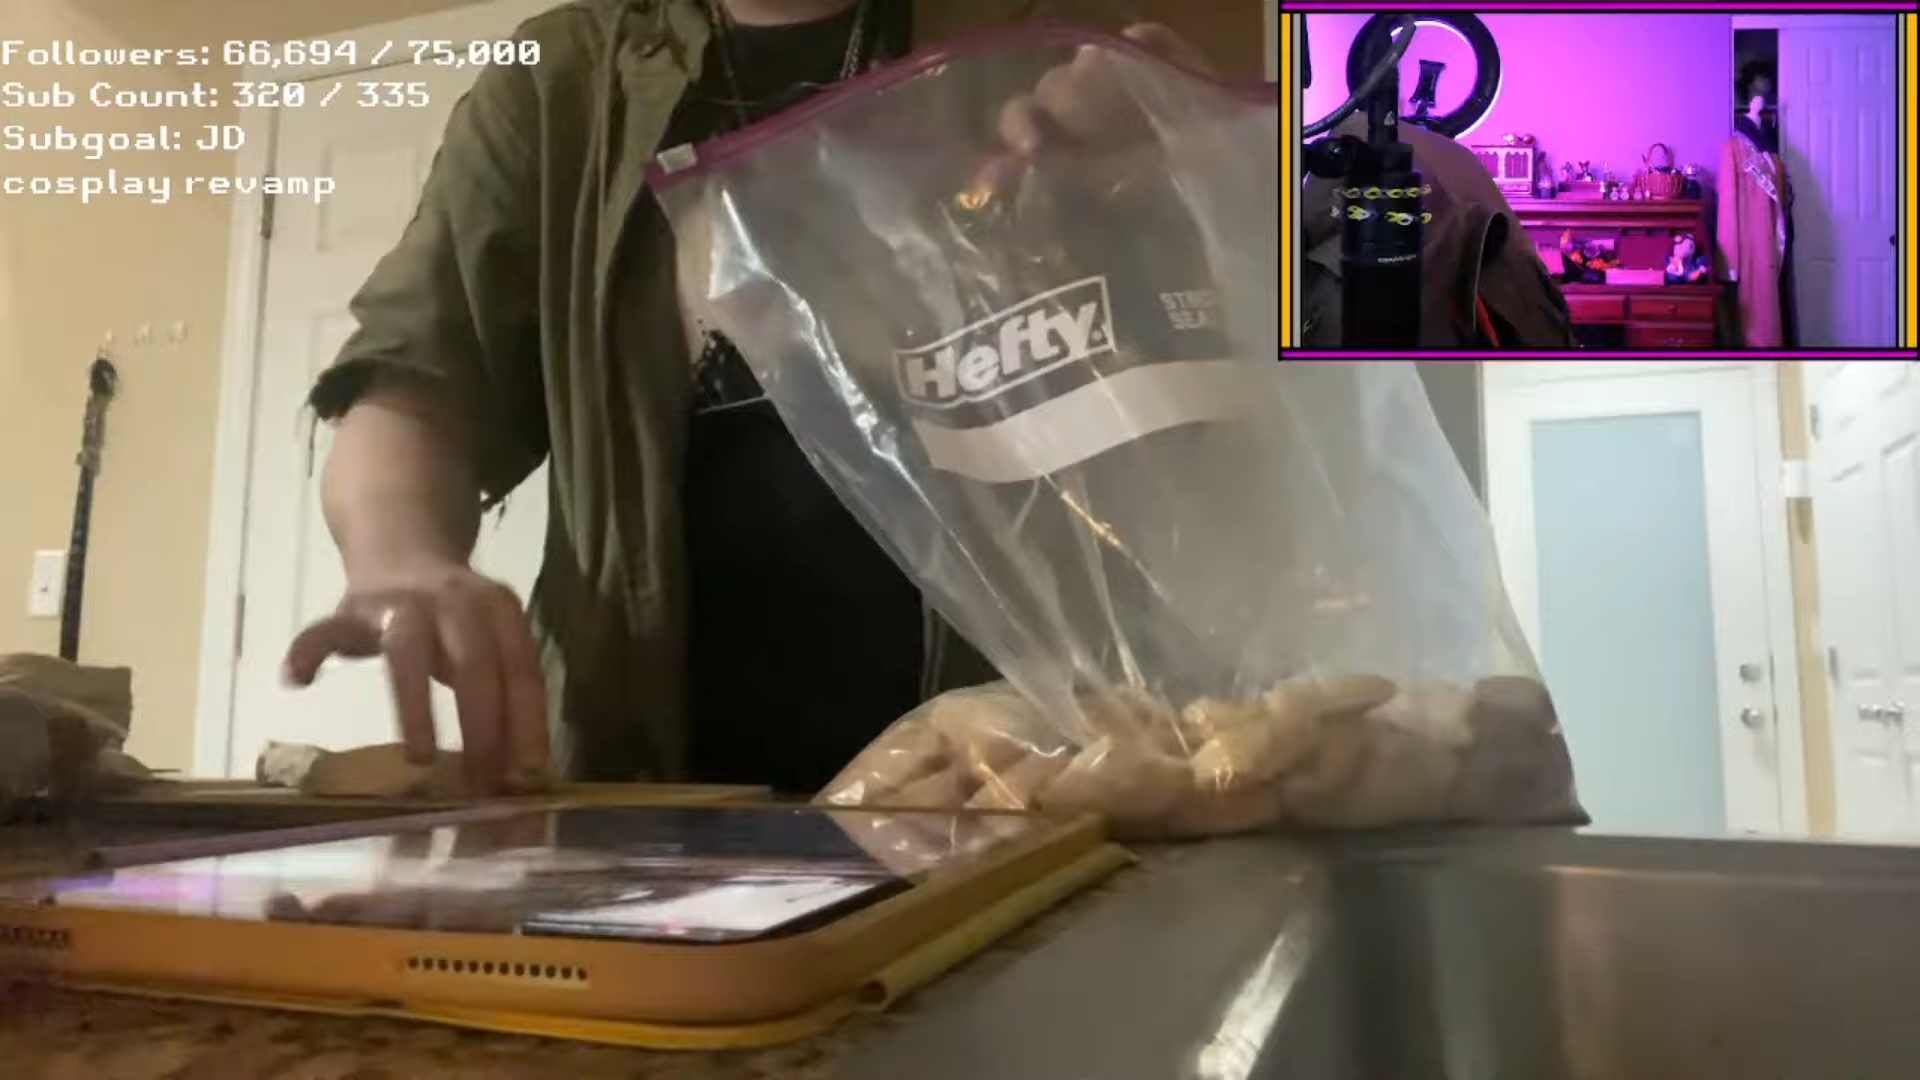 Followers: 66,694 / 75,000
Sub Count: 320 / 335
Subgoal: JD
cosplay revamp
Hefty.